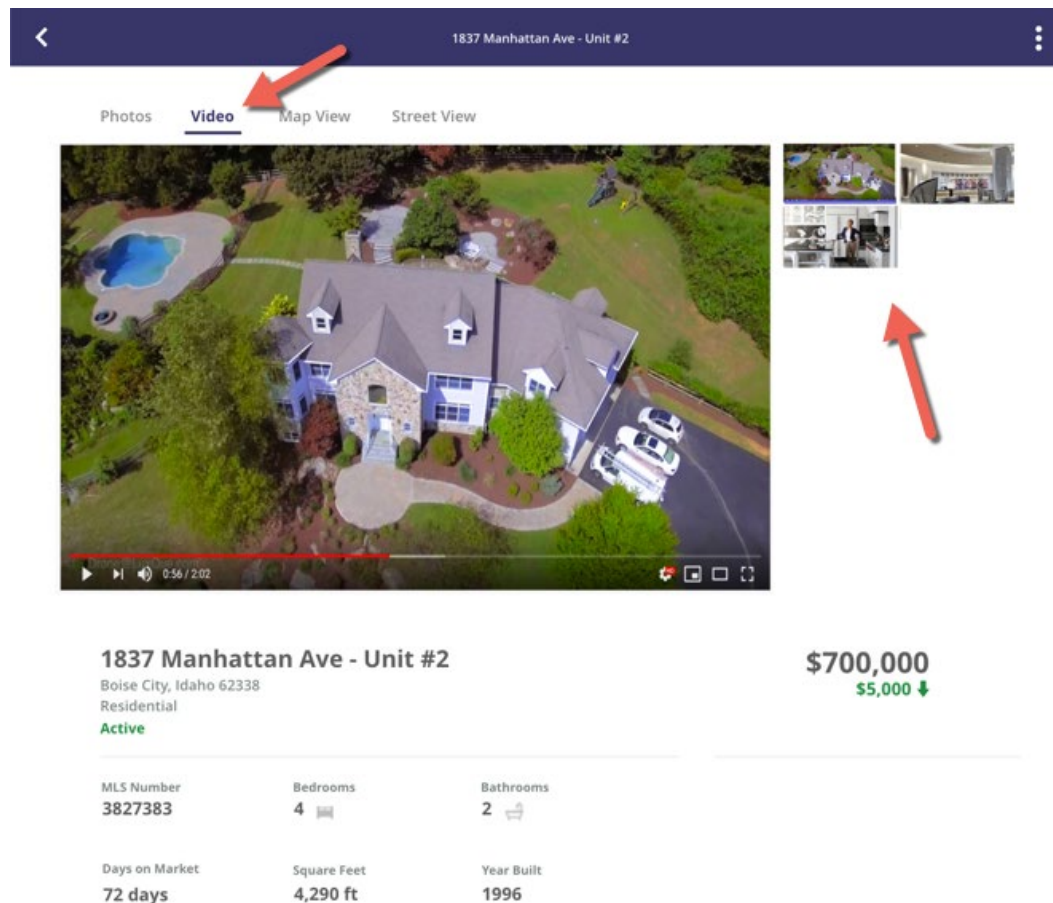 1837 Manhattan Ave - Unit #2
Photos Video Map View Street View
0:56 / 2:02
1837 Manhattan Ave - Unit #2
$700,000
Boise City, Idaho 62338
$5,000
Residential
Active
MLS Number Bedrooms Bathrooms
3827383 4 2
Days on Market Square Feet Year Built
72 days 4,290 ft 1996